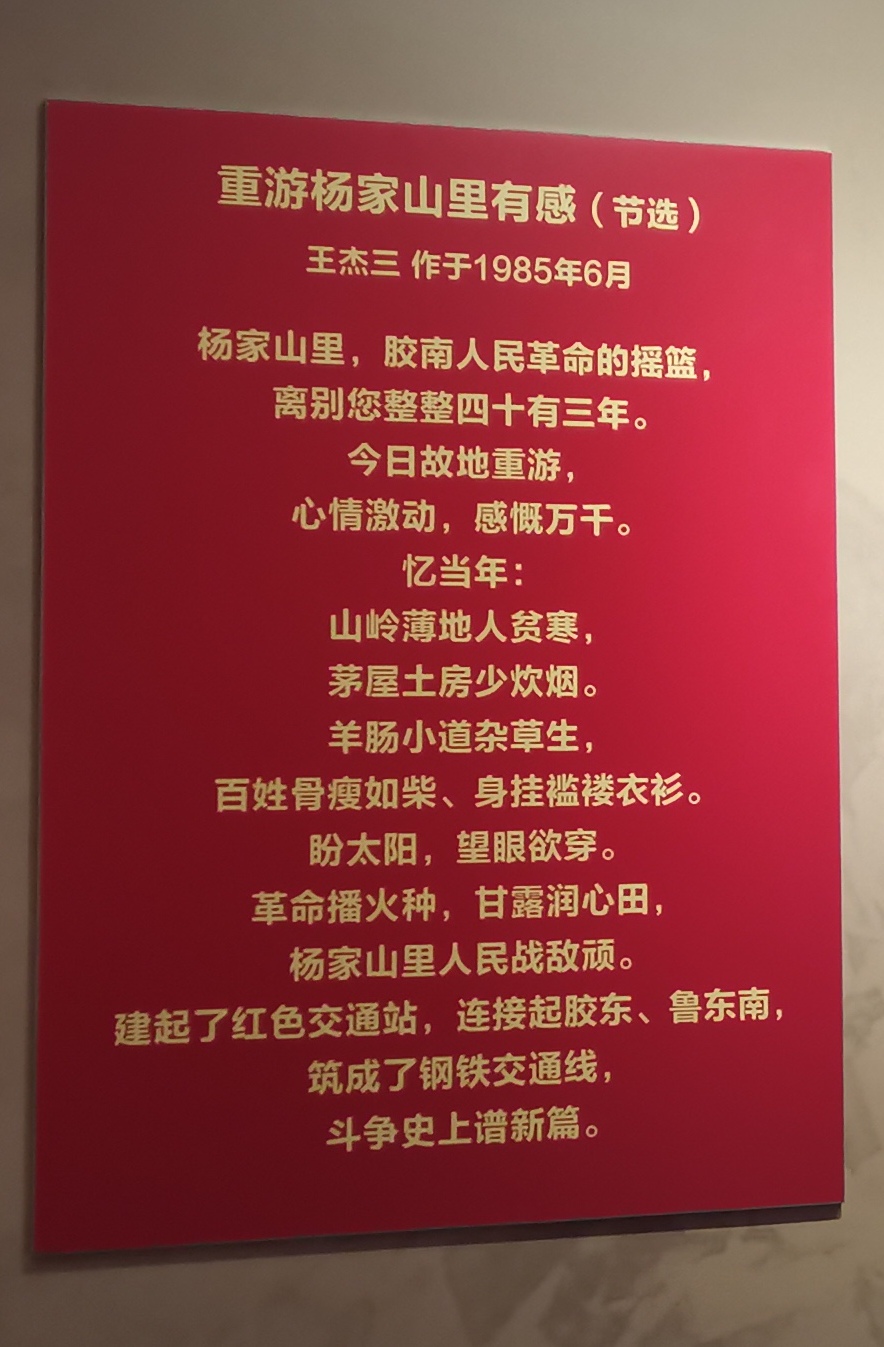 重游杨家山里有感（节选）
王杰三 作于1985年6月
杨家山里，胶南人民革命的摇篮，
离别您整整四十有三年。
今日故地重游，
心情激动，感慨万千。
忆当年：
山岭薄地人贫寒，
茅屋土房少炊烟。
羊肠小道杂草生，
百姓骨瘦如柴、身挂褴褛衣衫。
盼太阳，望眼欲穿。
革命播火种，甘露润心田，
杨家山里人民战敌顽。
建起了红色交通站，连接起胶东、鲁东南，
筑成了钢铁交通线，
斗争史上谱新篇。